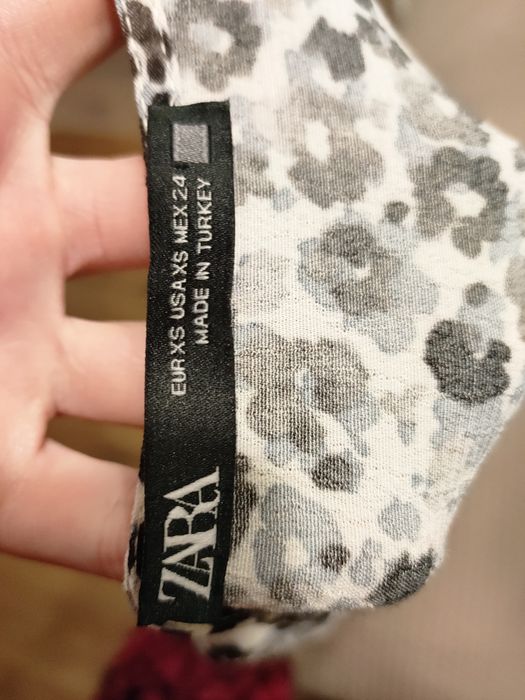 ZARA
EUR XS USA XS MEX 24
MADE IN TURKEY